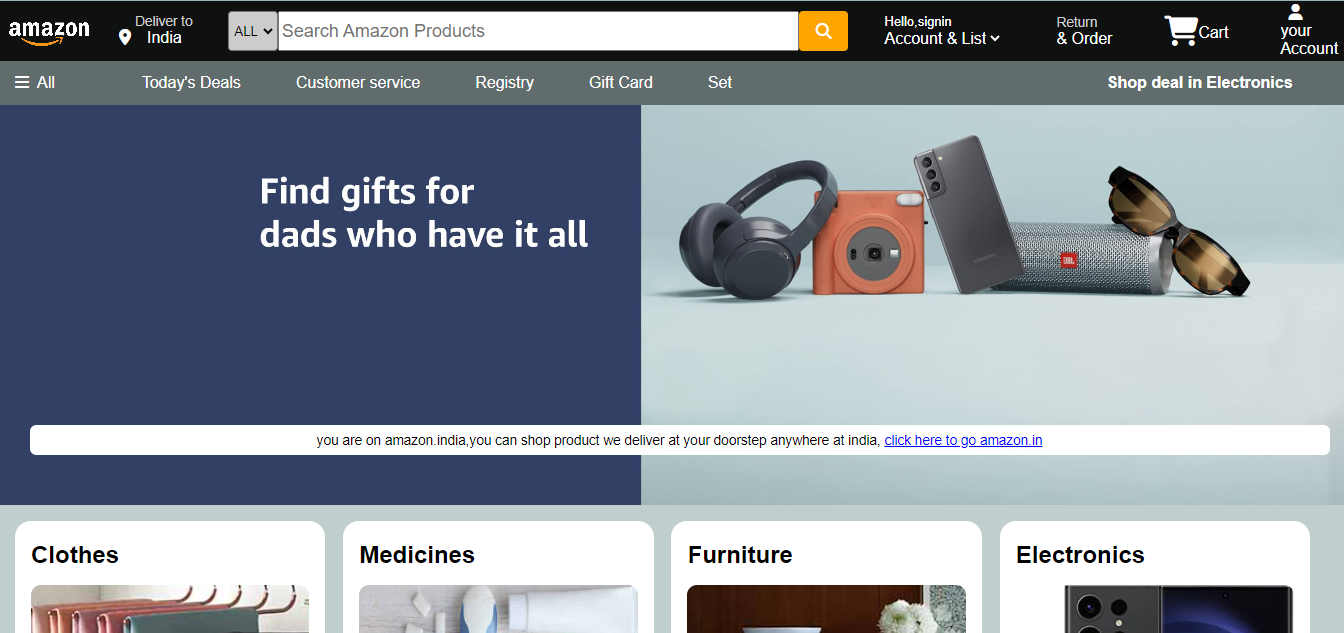 amazon
Deliver to
India
ALL
Search Amazon Products
Hello,signin
Account & List
Return
& Order
Cart
your
Account
All
Today's Deals
Customer service
Registry
Gift Card
Set
Shop deal in Electronics
Find gifts for
dads who have it all
SAMSUNG
JBL
you are on amazon.india,you can shop product we deliver at your doorstep anywhere at india, click here to go amazon.in
Clothes
Medicines
Furniture
Electronics